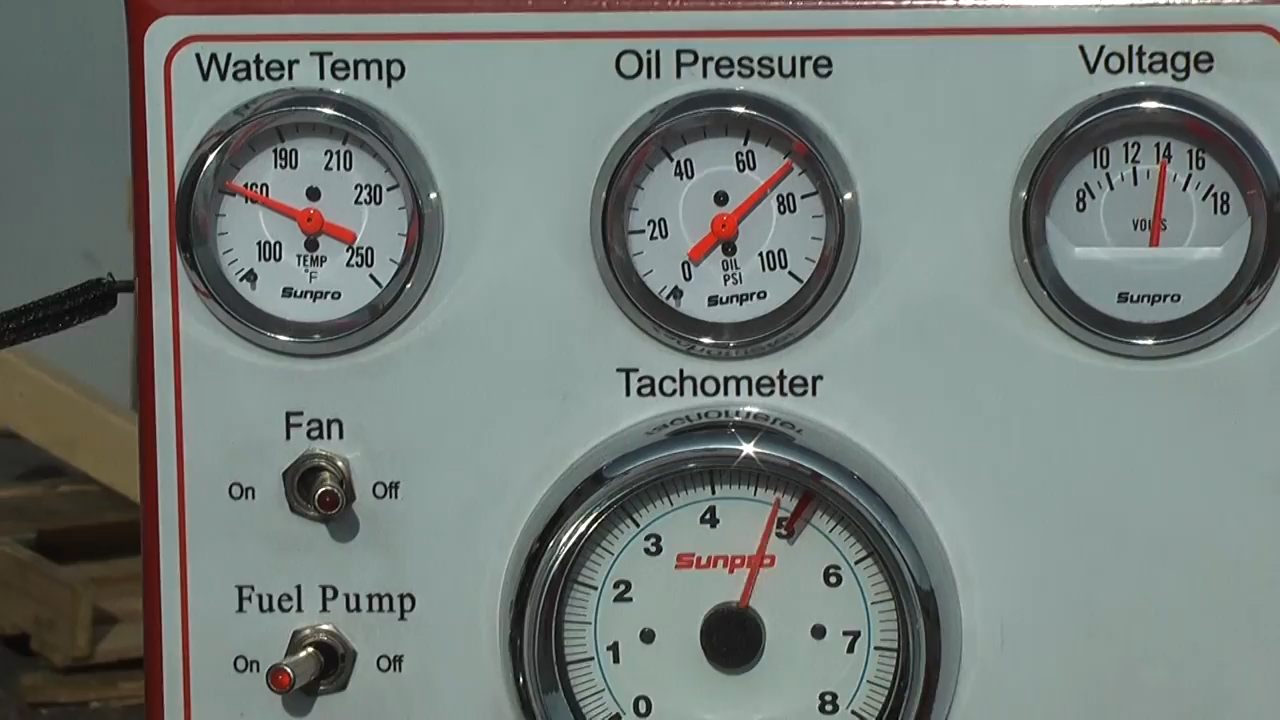 Water Temp
Oil Pressure
Voltage
190 210
160 230
100 250
TEMP
°F
Sunpro
40 60
20 80
0 100
OIL
PSI
Sunpro
10 12 14 16
8 18
VOLTS
Sunpro
Tachometer
Fan
On Off
Fuel Pump
On Off
4 5
3
Sunpro
2 6
1 7
0 8